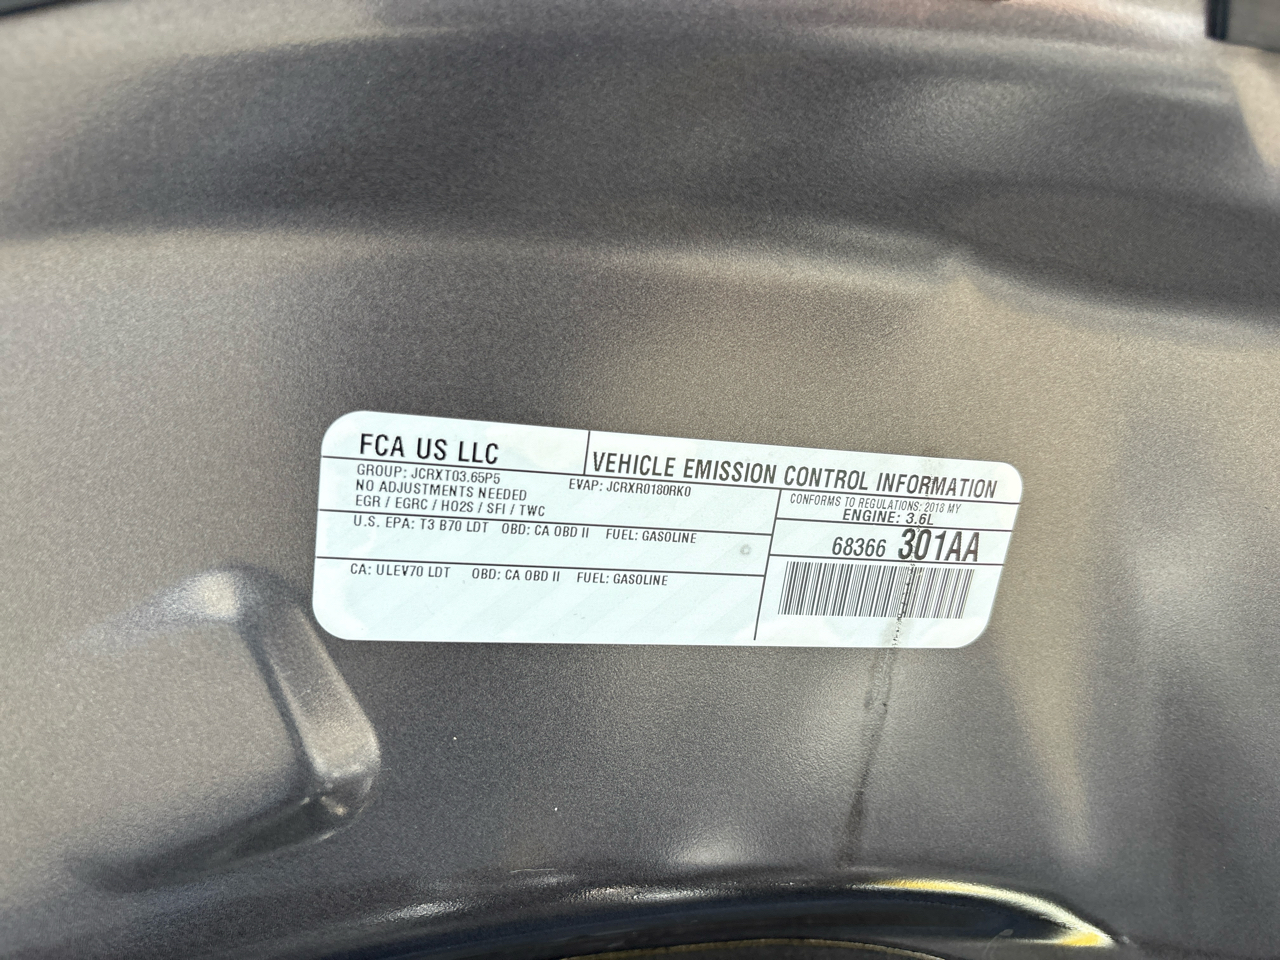 FCA US LLC
VEHICLE EMISSION CONTROL INFORMATION
GROUP: JCRXT03.65P5 EVAP: JCRXR0180RK0
NO ADJUSTMENTS NEEDED
EGR / EGRC / HO2S / SFI / TWC
CONFORMS TO REGULATIONS: 2018 MY
ENGINE: 3.6L
U.S. EPA: T3 B70 LDT OBD: CA OBD II FUEL: GASOLINE
68366 301AA
CA: ULEV70 LDT OBD: CA OBD II FUEL: GASOLINE